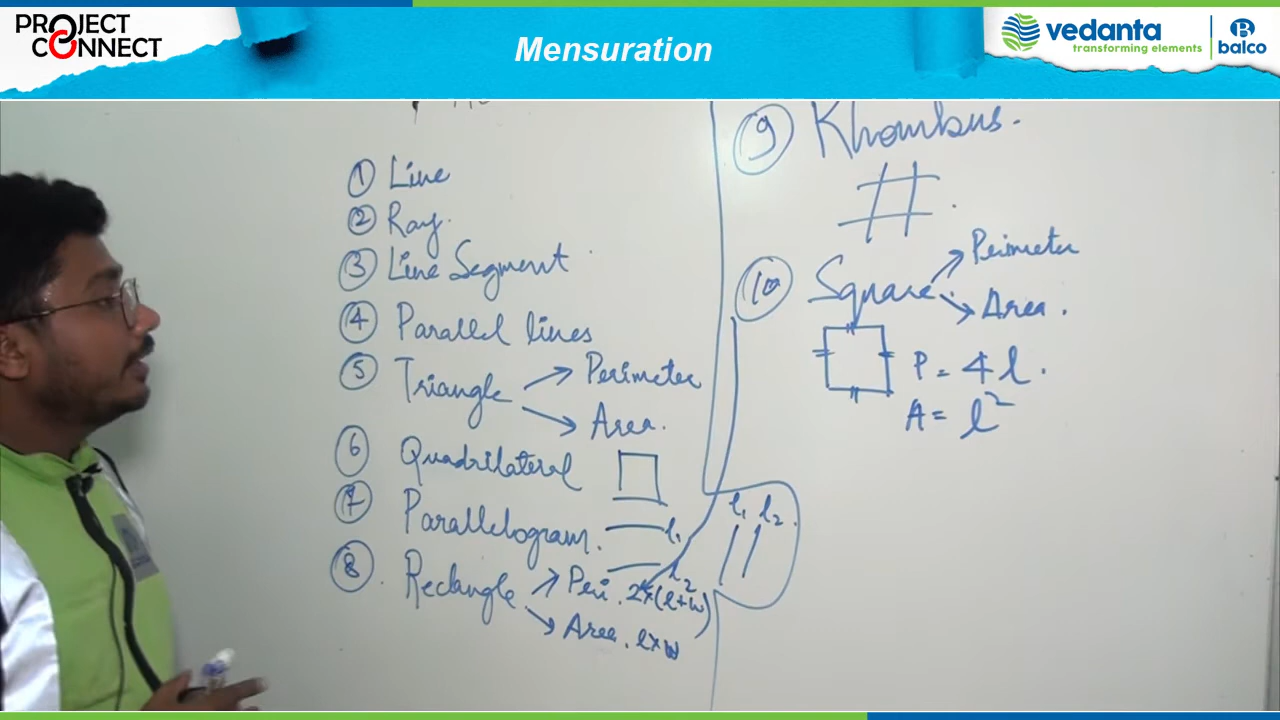 PROJECT
CONNECT
Mensuration
vedanta
transforming elements
balco
① Line
② Ray.
③ Line Segment
④ Parallel lines
⑤ Triangle → Perimeter
→ Area.
⑥ Quadrilateral
⑦ Parallelogram. l₁
l₂
⑧. Rectangle → Peri. 2×(l+w)
→ Area. l×w
l₁ l₂.
⑨ Rhombus.
⑩ Square. → Perimeter
→ Area.
P = 4l.
A = l²